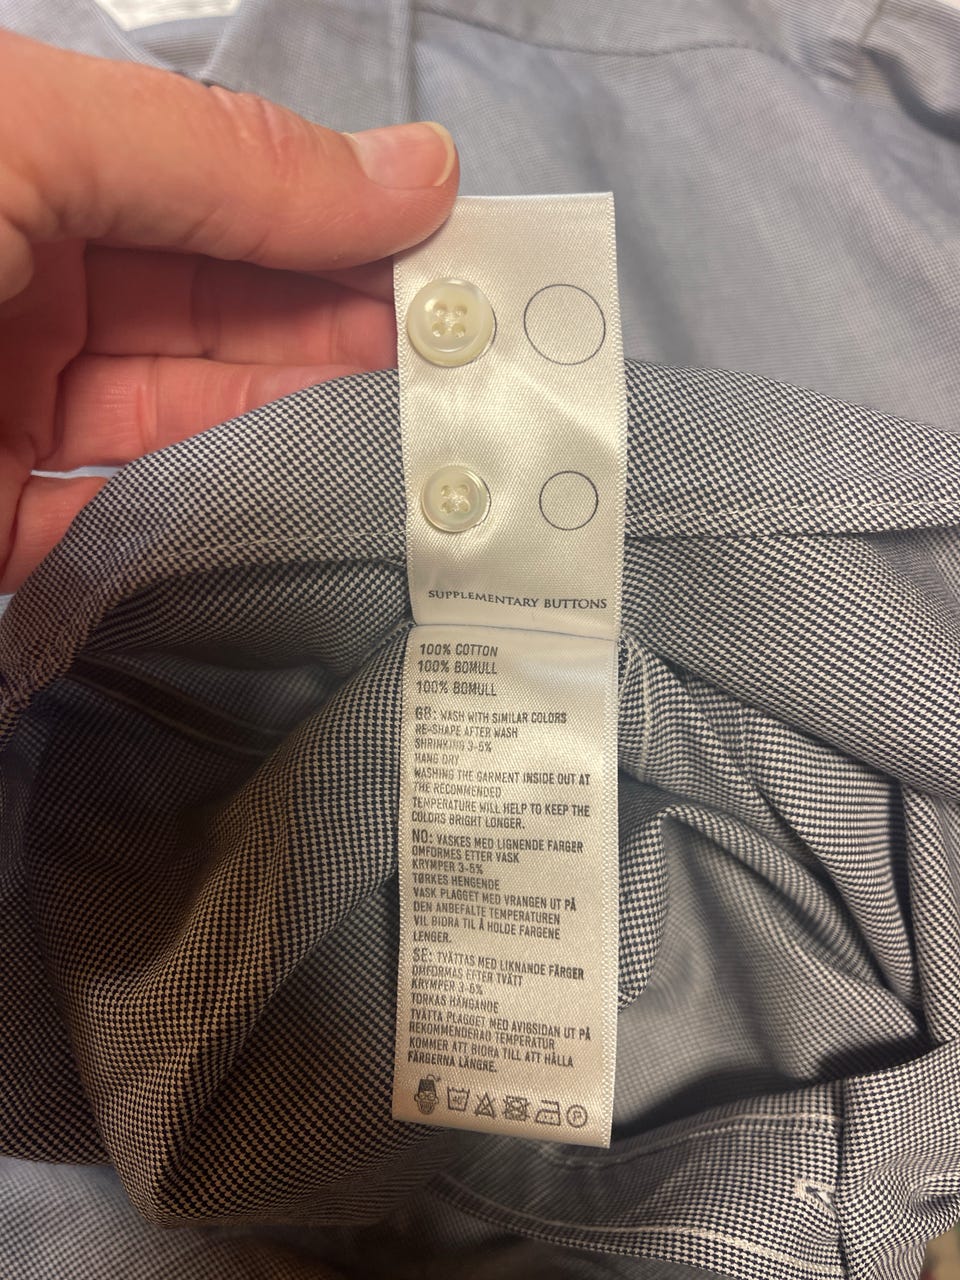 SUPPLEMENTARY BUTTONS
100% COTTON
100% BOMULL
100% BOMULL
GB: WASH WITH SIMILAR COLORS
RE-SHAPE AFTER WASH
SHRINKING 3-5%
HANG DRY
WASHING THE GARMENT INSIDE OUT AT
THE RECOMMENDED
TEMPERATURE WILL HELP TO KEEP THE
COLORS BRIGHT LONGER.
NO: VASKES MED LIGNENDE FARGER
OMFORMES ETTER VASK
KRYMPER 3-5%
TØRKES HENGENDE
VASK PLAGGET MED VRANGEN UT PÅ
DEN ANBEFALTE TEMPERATUREN
VIL BIDRA TIL Å HOLDE FARGENE
LENGER.
SE: TVÄTTAS MED LIKNANDE FÄRGER
OMFORMAS EFTER TVÄTT
KRYMPER 3-5%
TORKAS HÄNGANDE
TVÄTTA PLAGGET MED AVIGSIDAN UT PÅ
REKOMMENDERAD TEMPERATUR
KOMMER ATT BIDRA TILL ATT HÅLLA
FÄRGERNA LÄNGRE.
P